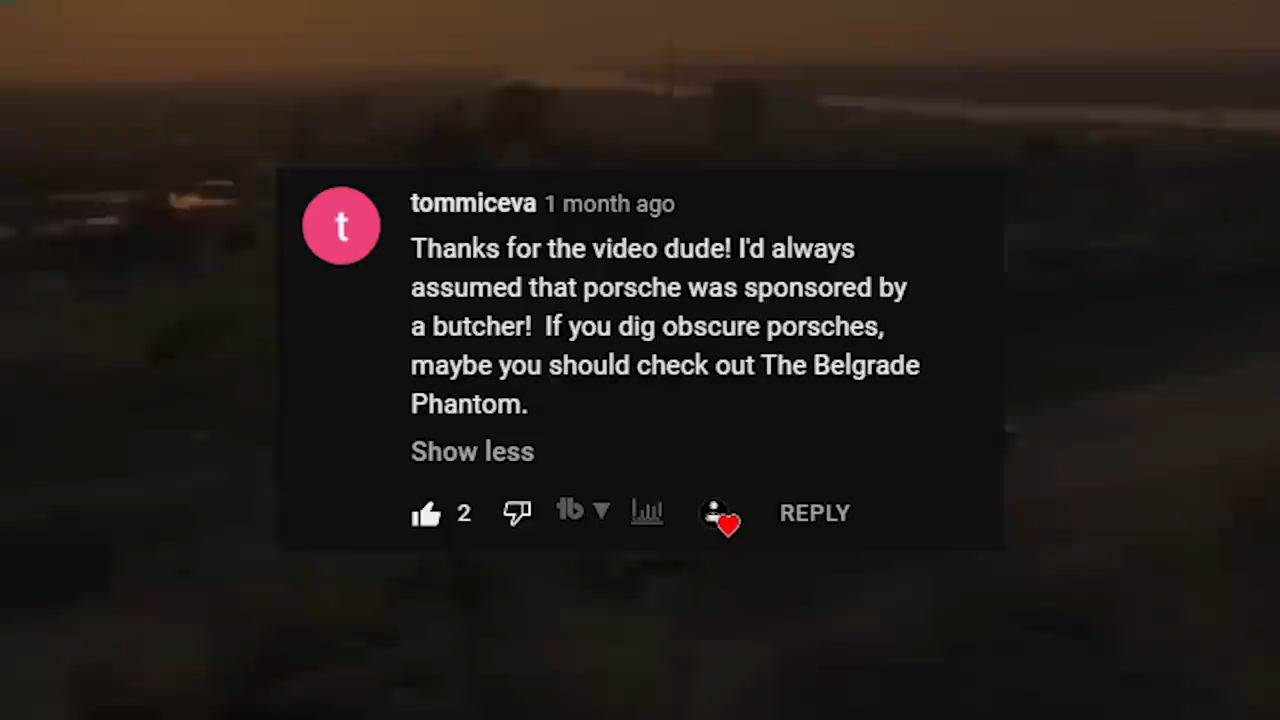 t
tommiceva 1 month ago
Thanks for the video dude! I'd always
assumed that porsche was sponsored by
a butcher!  If you dig obscure porsches,
maybe you should check out The Belgrade
Phantom.
Show less
2
REPLY